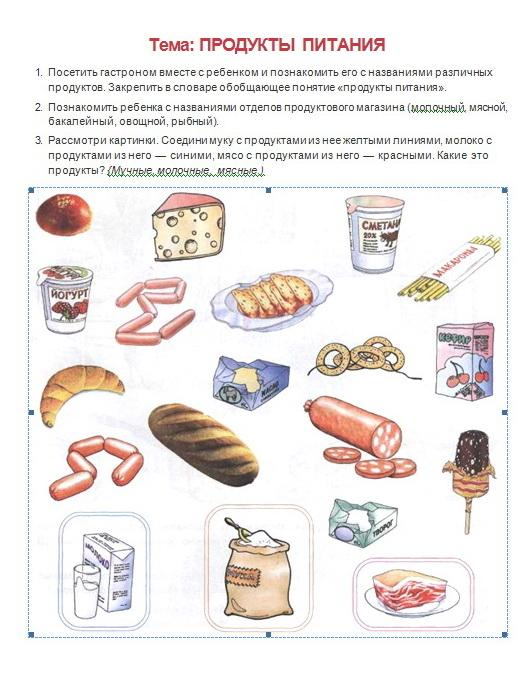 Тема: ПРОДУКТЫ ПИТАНИЯ
1. Посетить гастроном вместе с ребенком и познакомить его с названиями различных
продуктов. Закрепить в словаре обобщающее понятие «продукты питания».
2. Познакомить ребенка с названиями отделов продуктового магазина (молочный, мясной,
бакалейный, овощной, рыбный).
3. Рассмотри картинки. Соедини муку с продуктами из нее желтыми линиями, молоко с
продуктами из него — синими, мясо с продуктами из него — красными. Какие это
продукты? (Мучные, молочные, мясные.)
СМЕТАНА
20%
МАКАРОНЫ
ЙОГУРТ
КЕФИР
МАСЛО
ТВОРОГ
МОЛОКО
МУКА